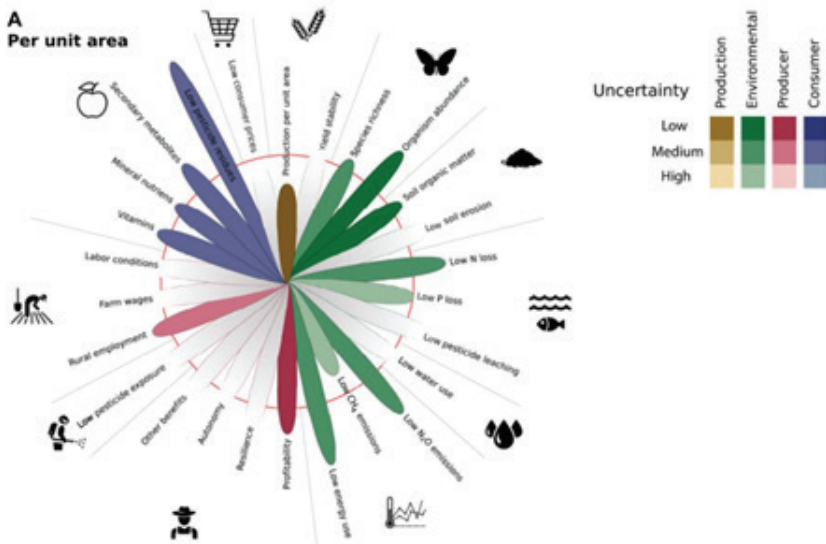 A
Per unit area
Low consumer prices
Production per unit area
Yield stability
Species richness
Organism abundance
Soil organic matter
Low soil erosion
Low N loss
Low P loss
Low pesticide leaching
Low water use
Low N₂O emissions
Low CH₄ emissions
Low energy use
Profitability
Resilience
Autonomy
Other benefits
Low pesticide exposure
Rural employment
Farm wages
Labor conditions
Vitamins
Mineral nutriens
Secondary metabolites
Low pesticide residues
Uncertainty
Production
Environmental
Producer
Consumer
Low
Medium
High